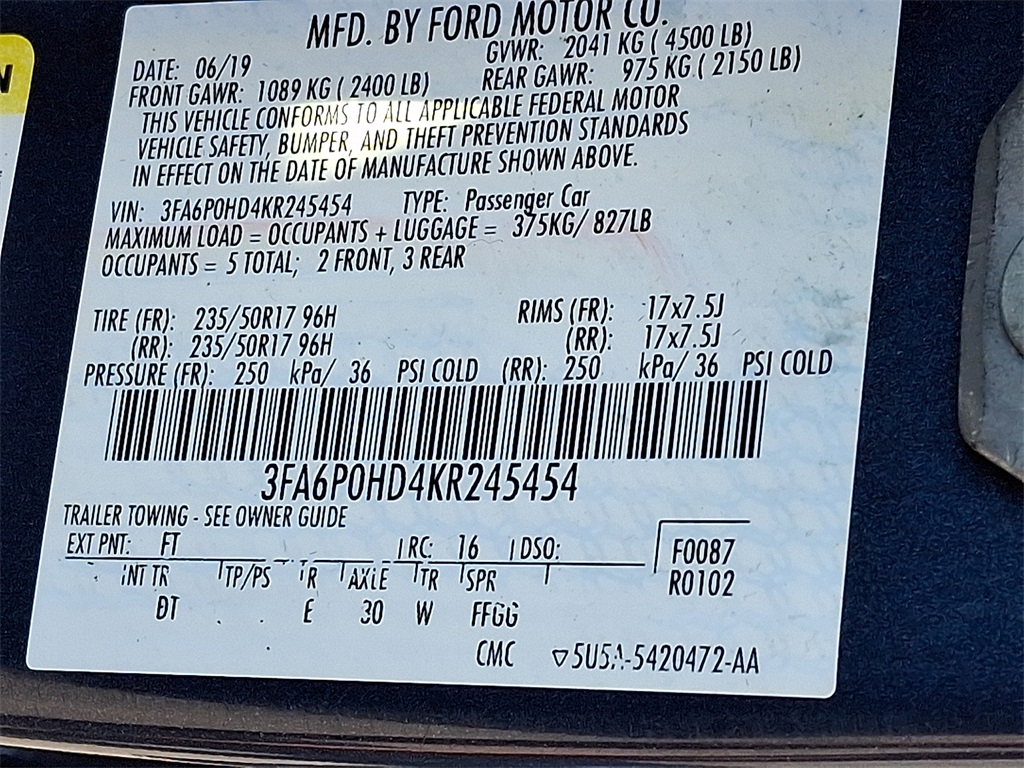 MFD. BY FORD MOTOR CO.
DATE: 06/19 GVWR: 2041 KG ( 4500 LB)
FRONT GAWR: 1089 KG ( 2400 LB) REAR GAWR: 975 KG ( 2150 LB)
THIS VEHICLE CONFORMS TO ALL APPLICABLE FEDERAL MOTOR
VEHICLE SAFETY, BUMPER, AND THEFT PREVENTION STANDARDS
IN EFFECT ON THE DATE OF MANUFACTURE SHOWN ABOVE.
VIN: 3FA6P0HD4KR245454 TYPE: Passenger Car
MAXIMUM LOAD = OCCUPANTS + LUGGAGE = 375KG/ 827LB
OCCUPANTS = 5 TOTAL; 2 FRONT, 3 REAR
TIRE (FR): 235/50R17 96H RIMS (FR): 17x7.5J
(RR): 235/50R17 96H (RR): 17x7.5J
PRESSURE (FR): 250 kPa/ 36 PSI COLD (RR): 250 kPa/ 36 PSI COLD
3FA6P0HD4KR245454
TRAILER TOWING - SEE OWNER GUIDE
EXT PNT: FT RC: 16 DSO: F0087
INT TR TP/PS R AXLE TR SPR R0102
DT E 30 W FFGG
CMC ▽5U5A-5420472-AA
N